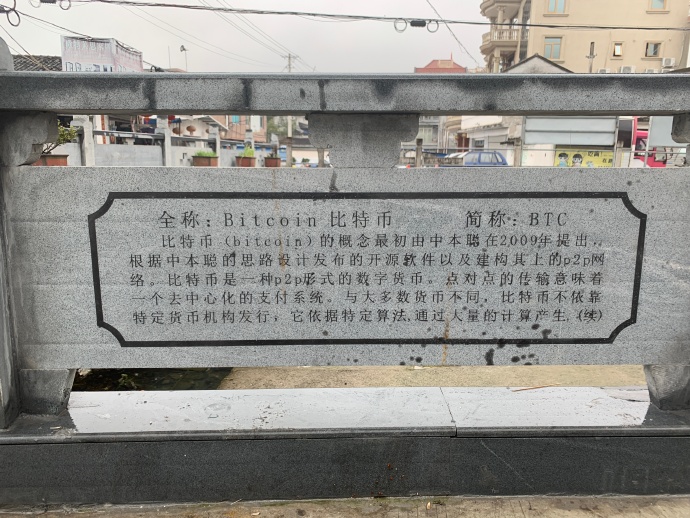 全称：Bitcoin 比特币 简称：BTC
比特币（bitcoin）的概念最初由中本聪在2009年提出，
根据中本聪的思路设计发布的开源软件以及建构其上的p2p网
络。比特币是一种p2p形式的数字货币。点对点的传输意味着
一个去中心化的支付系统。与大多数货币不同，比特币不依靠
特定货币机构发行，它依据特定算法,通过大量的计算产生,（续）